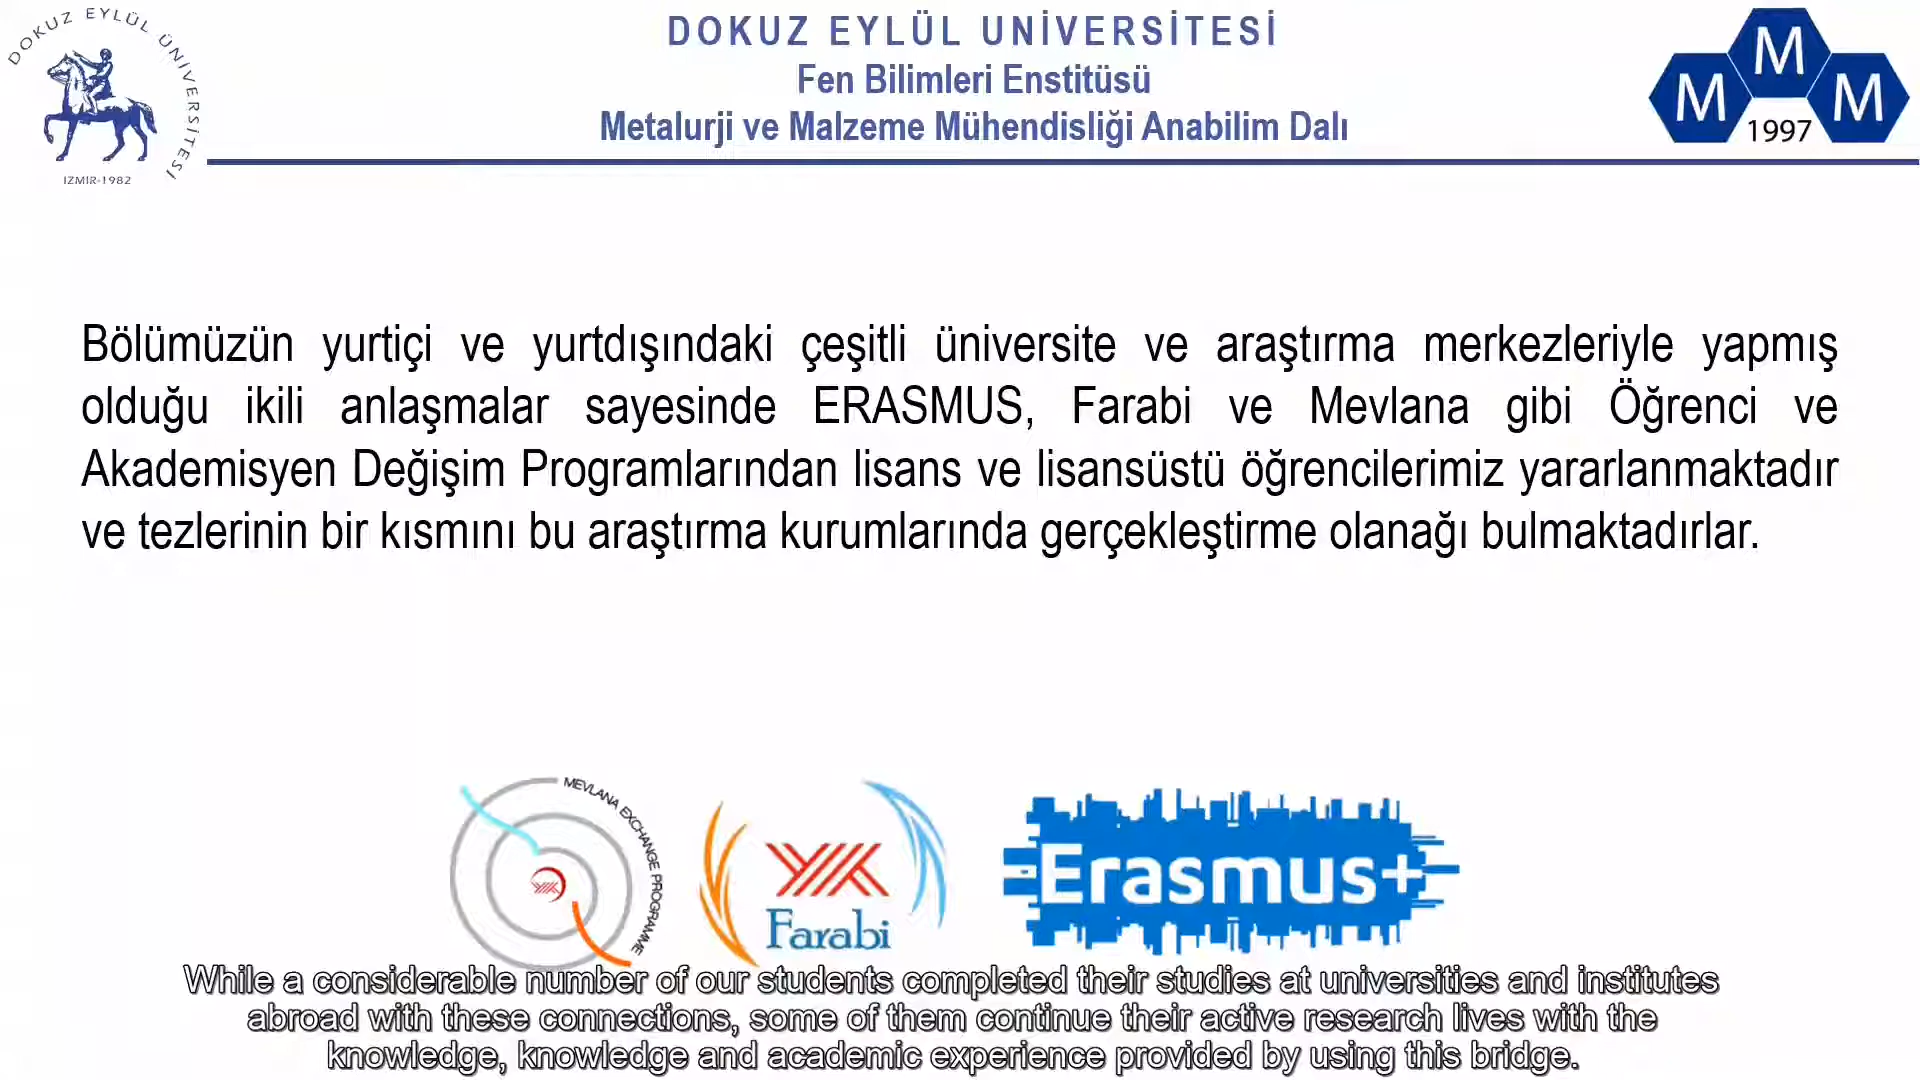 DOKUZ EYLÜL ÜNİVERSİTESİ
IZMİR-1982
DOKUZ EYLÜL UNİVERSİTESİ
Fen Bilimleri Enstitüsü
Metalurji ve Malzeme Mühendisliği Anabilim Dalı
M M M
1997
Bölümüzün yurtiçi ve yurtdışındaki çeşitli üniversite ve araştırma merkezleriyle yapmış
olduğu ikili anlaşmalar sayesinde ERASMUS, Farabi ve Mevlana gibi Öğrenci ve
Akademisyen Değişim Programlarından lisans ve lisansüstü öğrencilerimiz yararlanmaktadır
ve tezlerinin bir kısmını bu araştırma kurumlarında gerçekleştirme olanağı bulmaktadırlar.
MEVLANA EXCHANGE PROGRAMME
Farabi
Erasmus+
While a considerable number of our students completed their studies at universities and institutes
abroad with these connections, some of them continue their active research lives with the
knowledge, knowledge and academic experience provided by using this bridge.